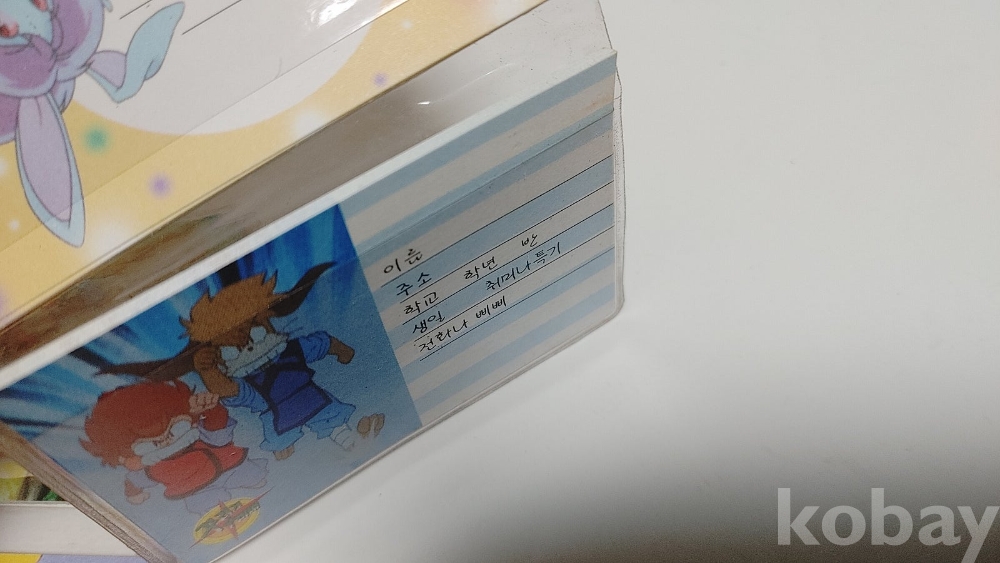 이름
주소
학교 학년 반
생일 취미나 특기
전화나 삐삐
kobay